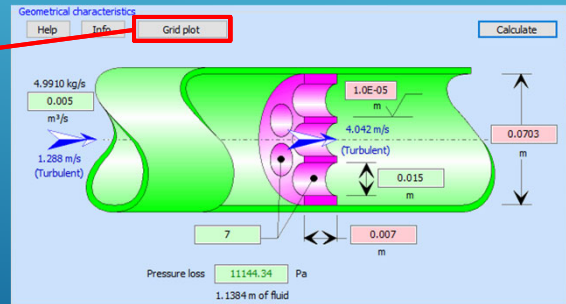 Geometrical characteristics
Help Info Grid plot Calculate
4.9910 kg/s
0.005
m³/s
1.288 m/s
(Turbulent)
1.0E-05
m
4.042 m/s
(Turbulent)
0.0703
m
0.015
m
7
0.007
m
Pressure loss 11144.34 Pa
1.1384 m of fluid